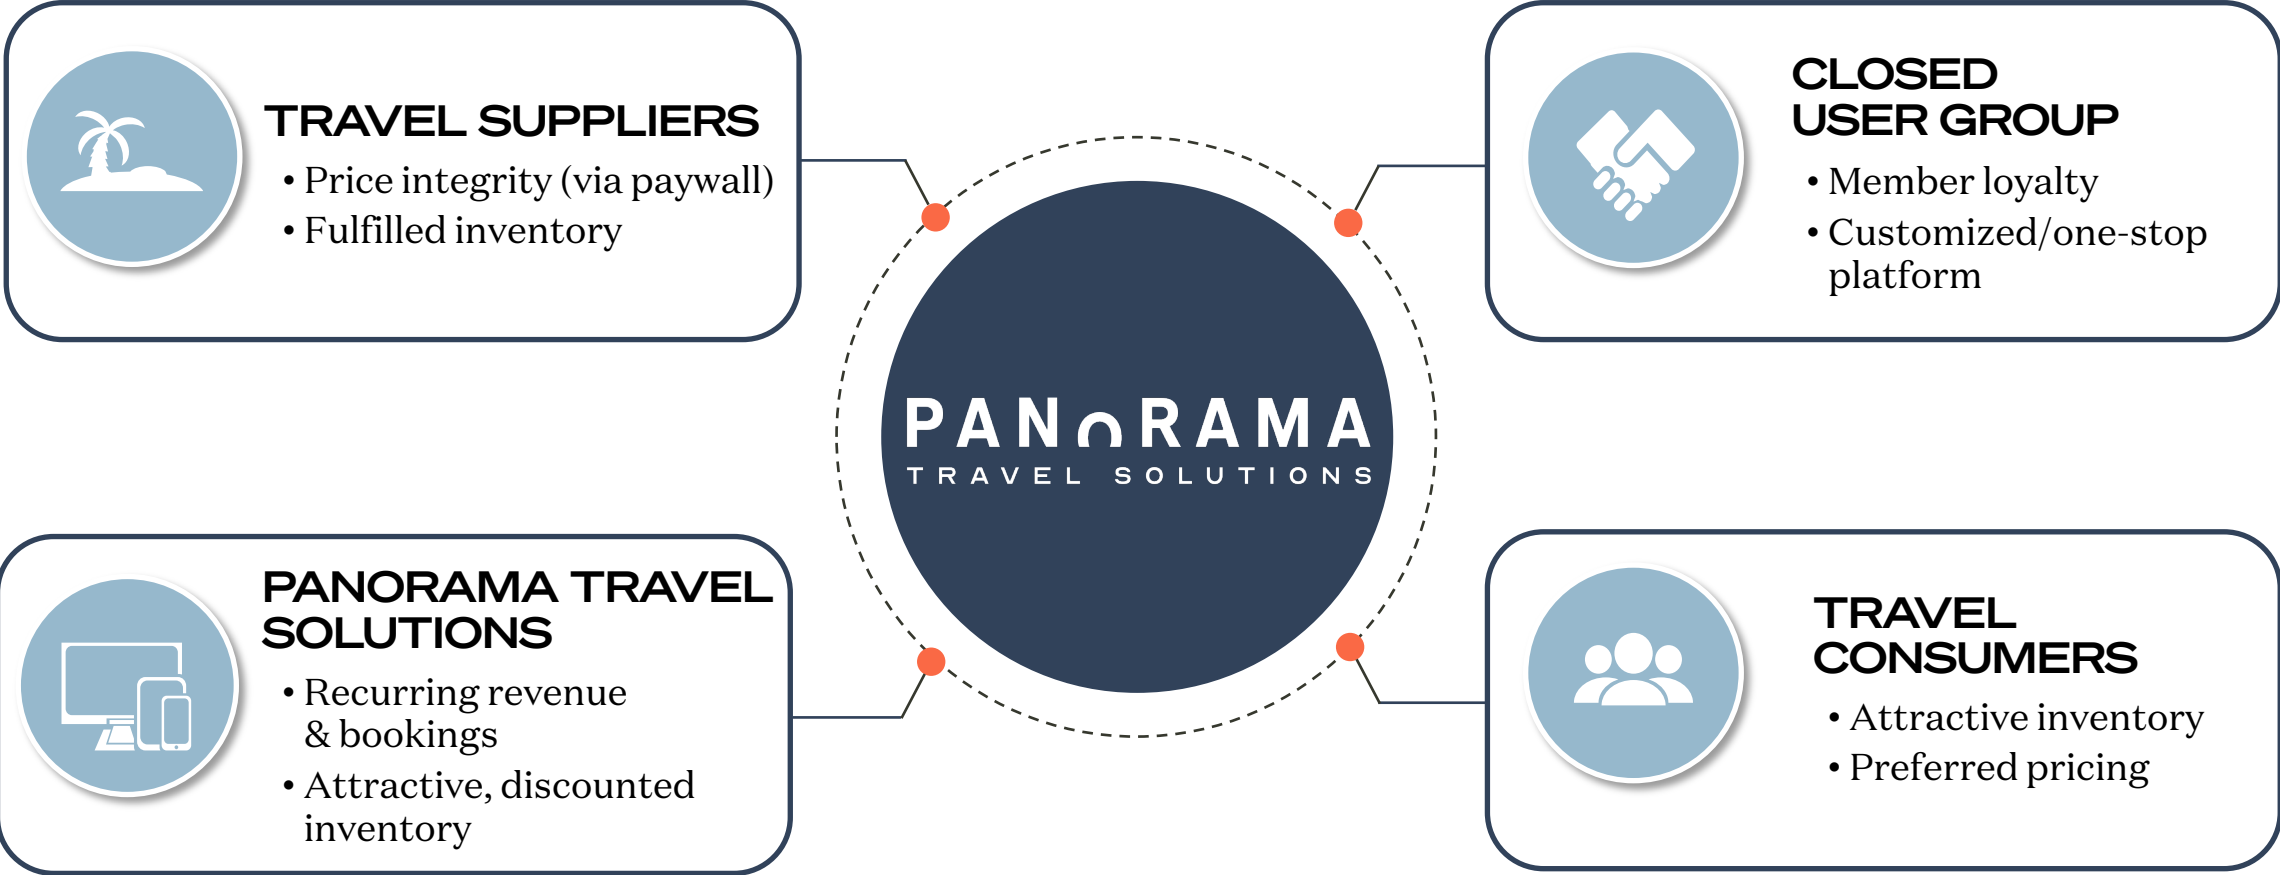 TRAVEL SUPPLIERS
• Price integrity (via paywall)
• Fulfilled inventory
CLOSED
USER GROUP
• Member loyalty
• Customized/one-stop
platform
PANORAMA
TRAVEL SOLUTIONS
PANORAMA TRAVEL
SOLUTIONS
• Recurring revenue
& bookings
• Attractive, discounted
inventory
TRAVEL
CONSUMERS
• Attractive inventory
• Preferred pricing